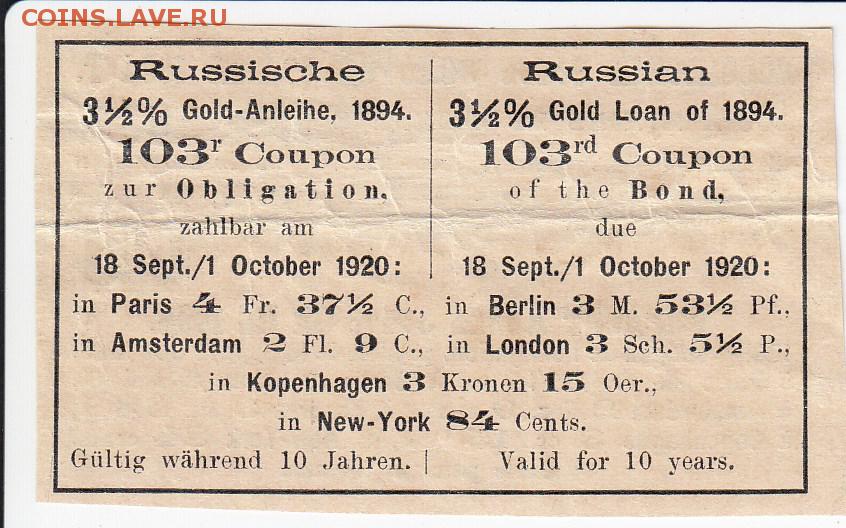 COINS.LAVE.RU
Russische
3½% Gold-Anleihe, 1894.
103ʳ Coupon
zur Obligation,
zahlbar am
18 Sept./1 October 1920:
Russian
3½% Gold Loan of 1894.
103ʳᵈ Coupon
of the Bond,
due
18 Sept./1 October 1920:
in Paris 4 Fr. 37½ C., in Berlin 3 M. 53½ Pf.,
in Amsterdam 2 Fl. 9 C., in London 3 Sch. 5½ P.,
in Kopenhagen 3 Kronen 15 Oer.,
in New-York 84 Cents.
Gültig während 10 Jahren. | Valid for 10 years.